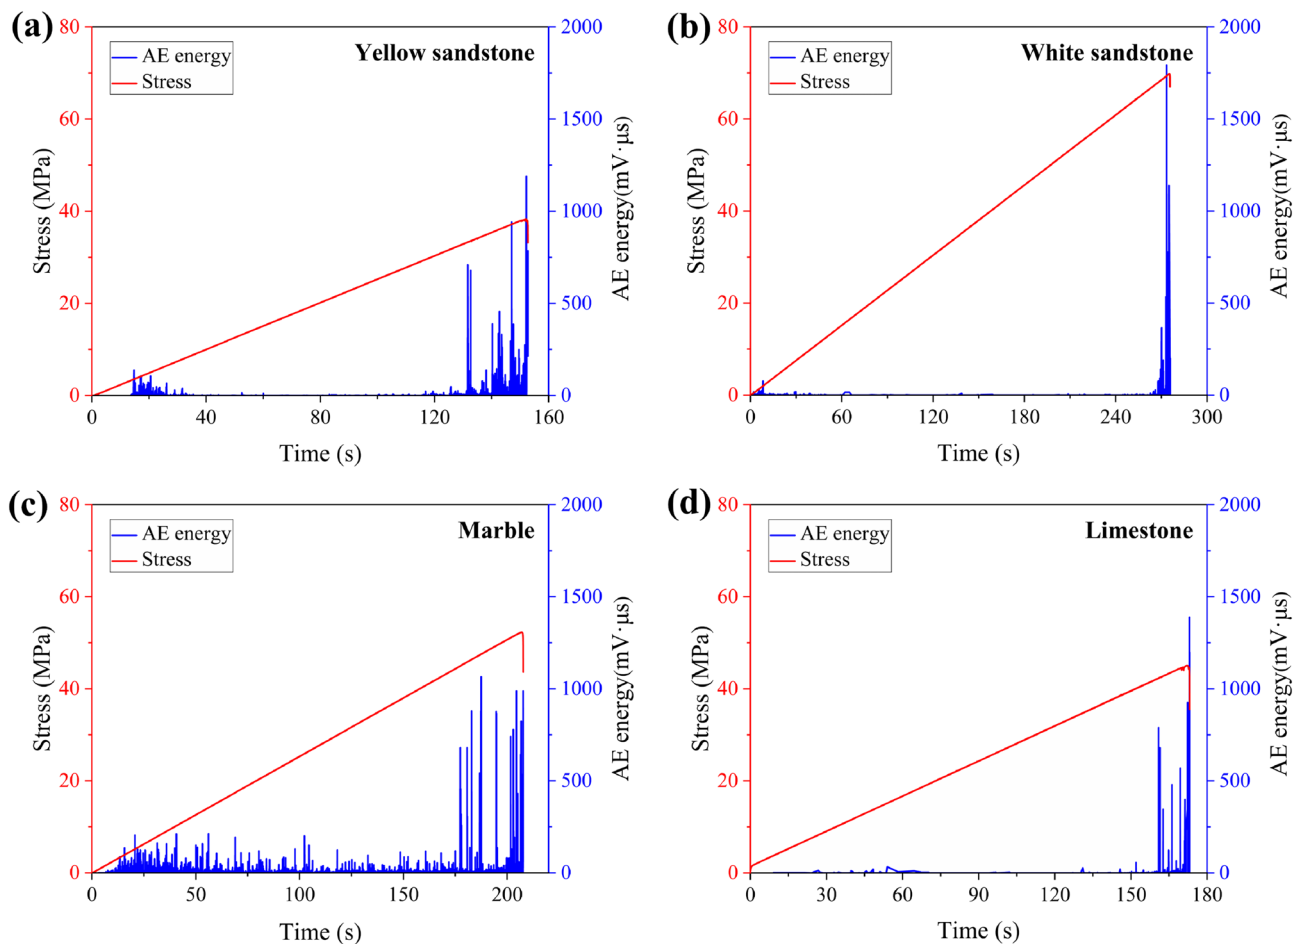 (a)
Yellow sandstone
AE energy
Stress
80
60
40
20
0
Stress (MPa)
2000
1500
1000
500
0
AE energy(mV·μs)
0 40 80 120 160
Time (s)
(b)
White sandstone
AE energy
Stress
80
60
40
20
0
Stress (MPa)
2000
1500
1000
500
0
AE energy(mV·μs)
0 60 120 180 240 300
Time (s)
(c)
Marble
AE energy
Stress
80
60
40
20
0
Stress (MPa)
2000
1500
1000
500
0
AE energy(mV·μs)
0 50 100 150 200
Time (s)
(d)
Limestone
AE energy
Stress
80
60
40
20
0
Stress (MPa)
2000
1500
1000
500
0
AE energy(mV·μs)
0 30 60 90 120 150 180
Time (s)